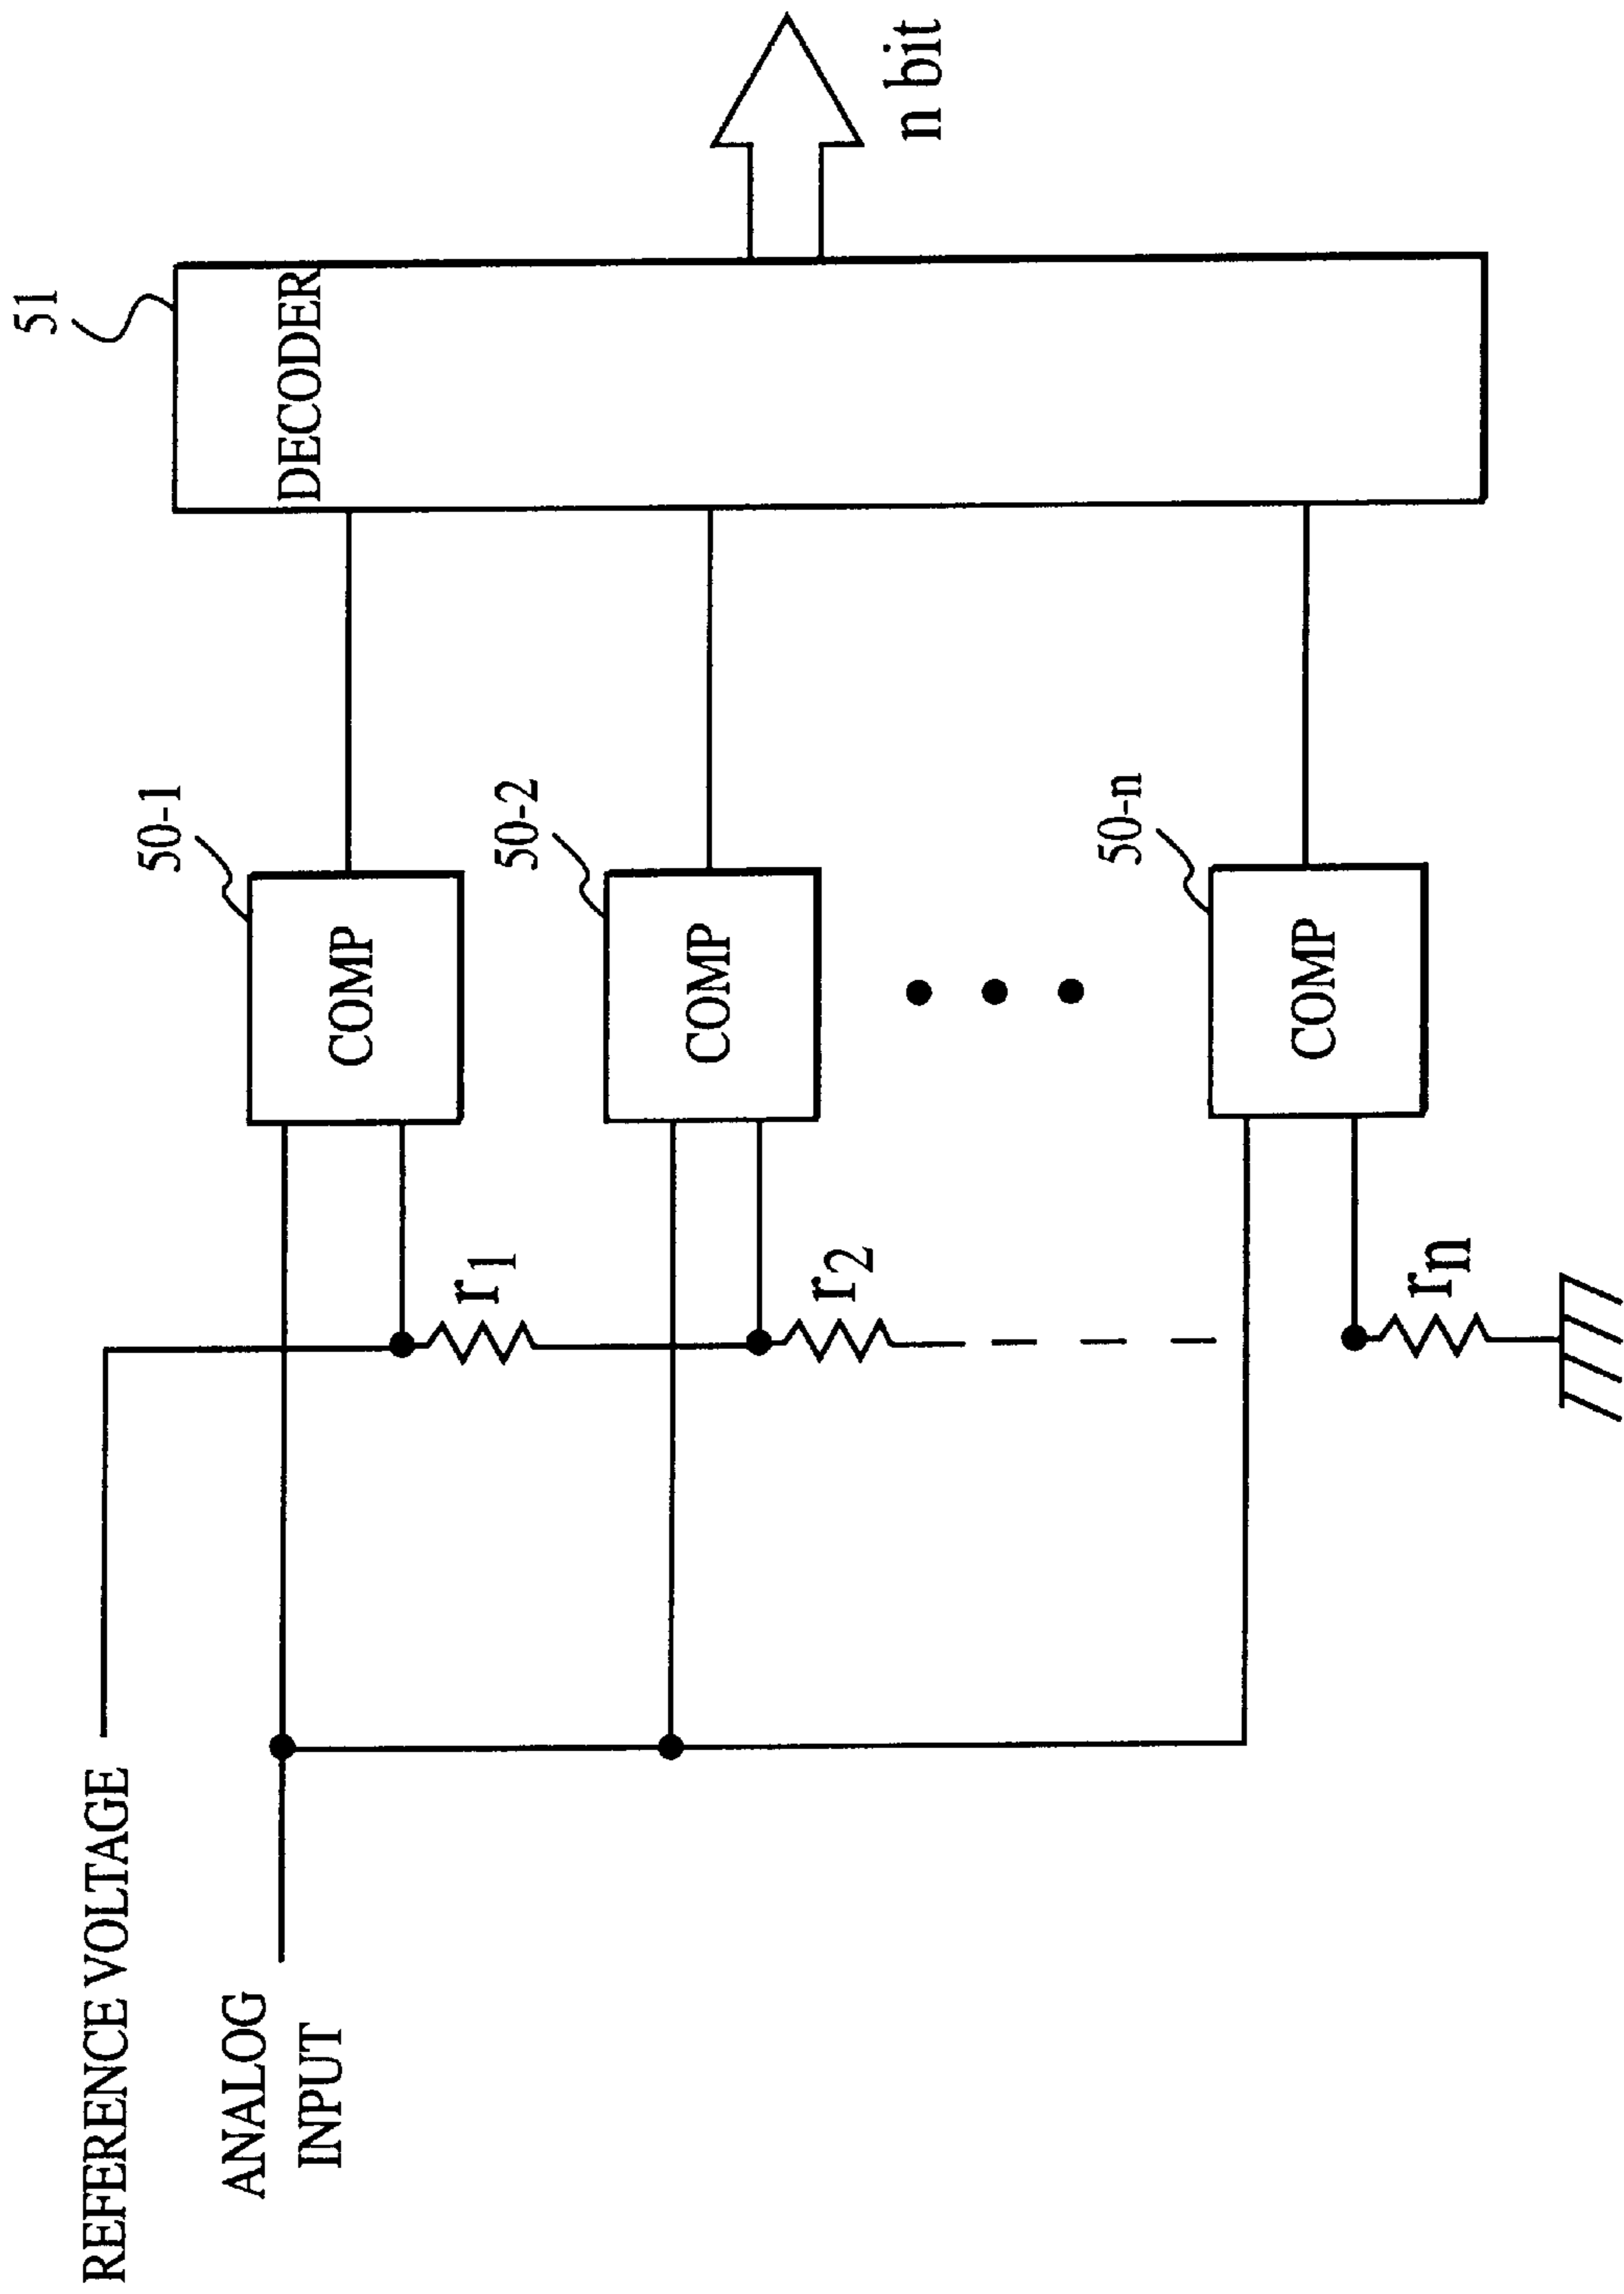 REFERENCE VOLTAGE
ANALOG
INPUT
r1
r2
rn
50-1
COMP
50-2
COMP
50-n
COMP
51
DECODER
n bit